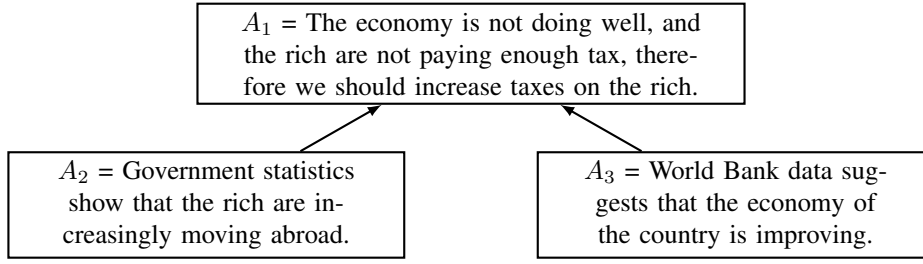 A₁ = The economy is not doing well, and
the rich are not paying enough tax, there-
fore we should increase taxes on the rich.
A₂ = Government statistics
show that the rich are in-
creasingly moving abroad.
A₃ = World Bank data sug-
gests that the economy of
the country is improving.